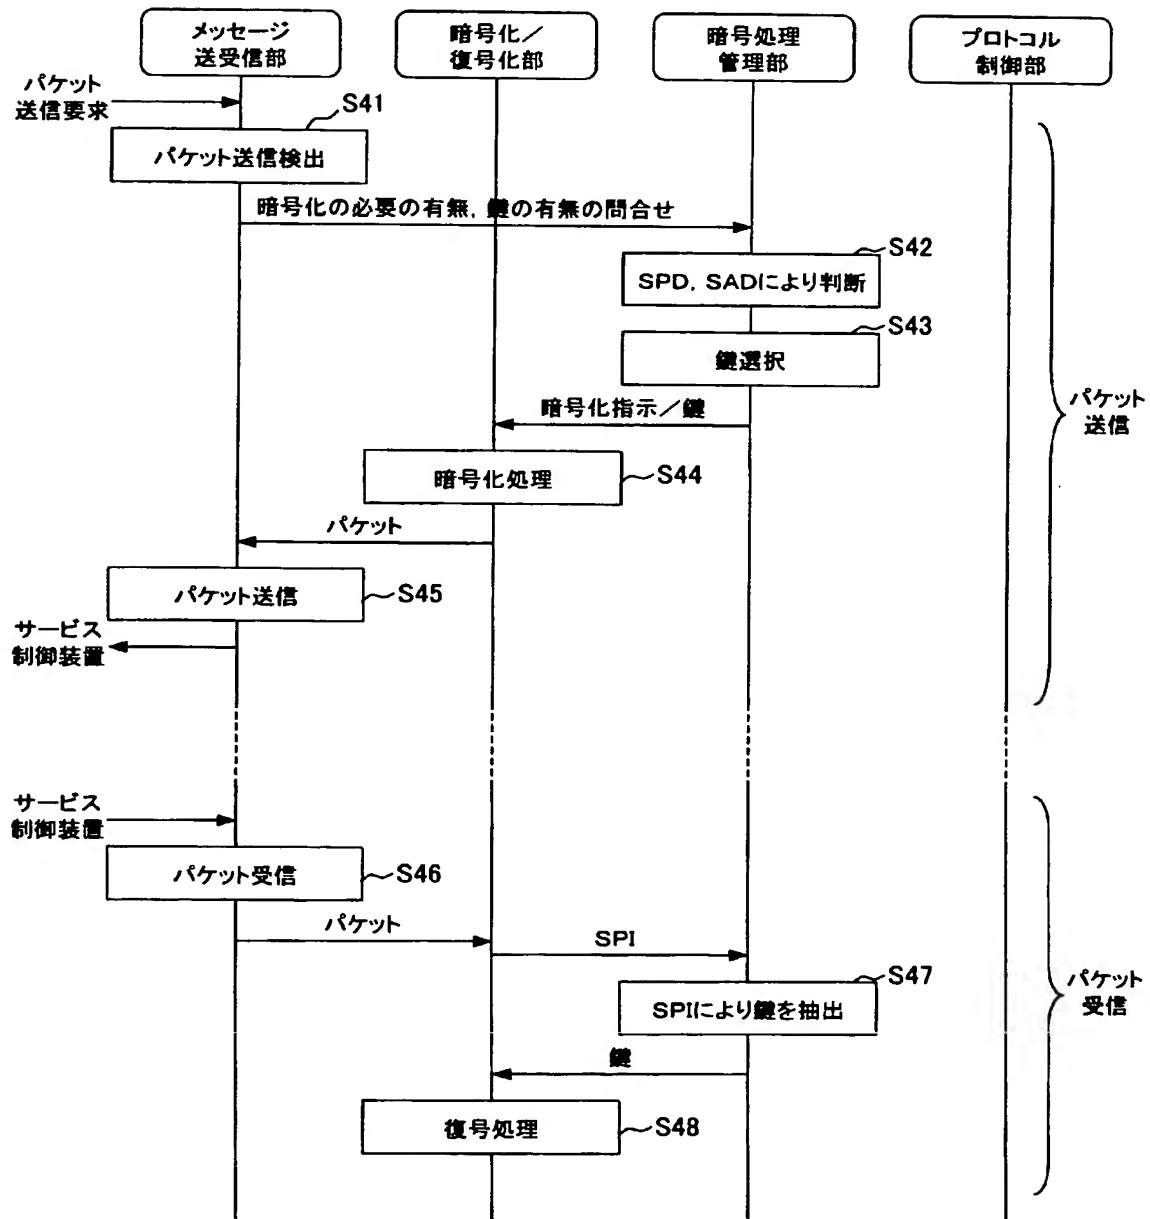 メッセージ
送受信部
暗号化／
復号化部
暗号処理
管理部
プロトコル
制御部
パケット
送信要求
S41
パケット送信検出
暗号化の必要の有無，鍵の有無の問合せ
S42
SPD，SADにより判断
S43
鍵選択
暗号化指示／鍵
パケット
送信
暗号化処理
S44
パケット
パケット送信
S45
サービス
制御装置
サービス
制御装置
パケット受信
S46
パケット
SPI
S47
SPIにより鍵を抽出
パケット
受信
鍵
復号処理
S48